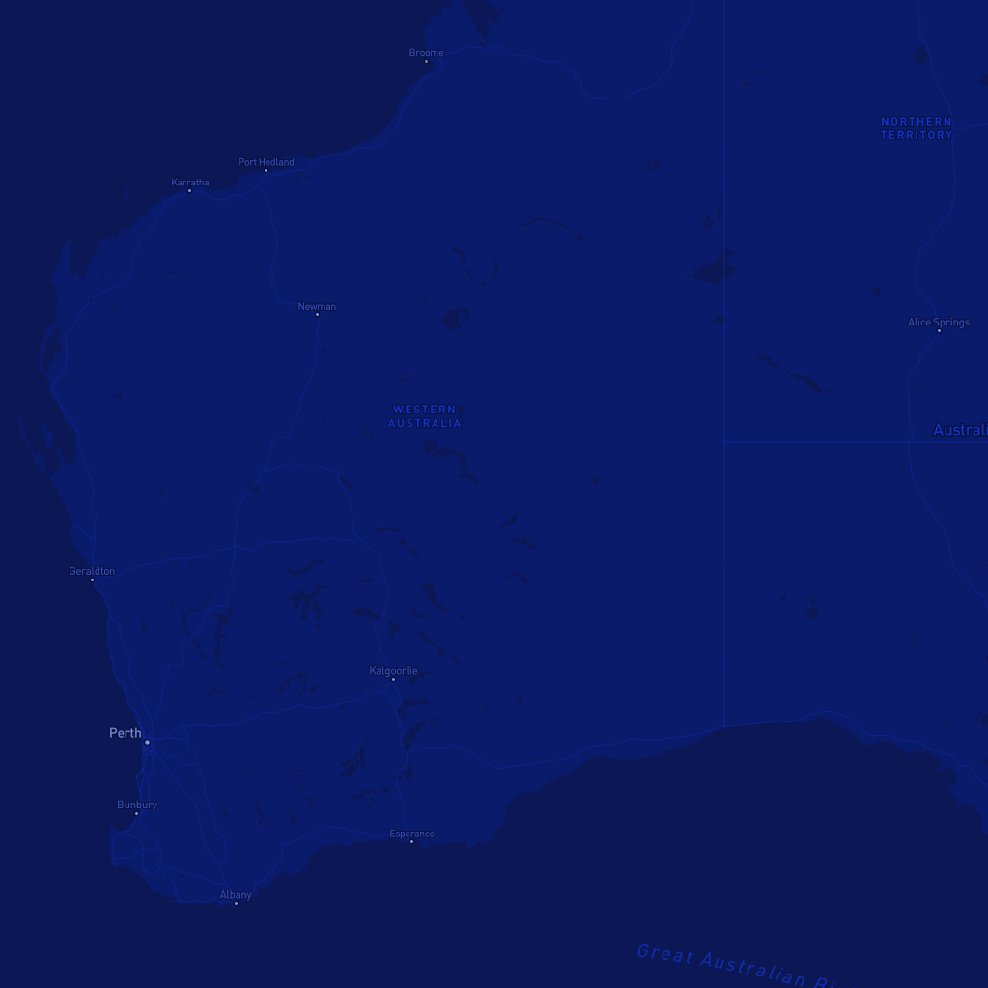 Broome
NORTHERN
TERRITORY
Port Hedland
Karratha
Newman
Alice Springs
WESTERN
AUSTRALIA
Australi
Geraldton
Kalgoorlie
Perth
Bunbury
Esperance
Albany
Great Australian Bi